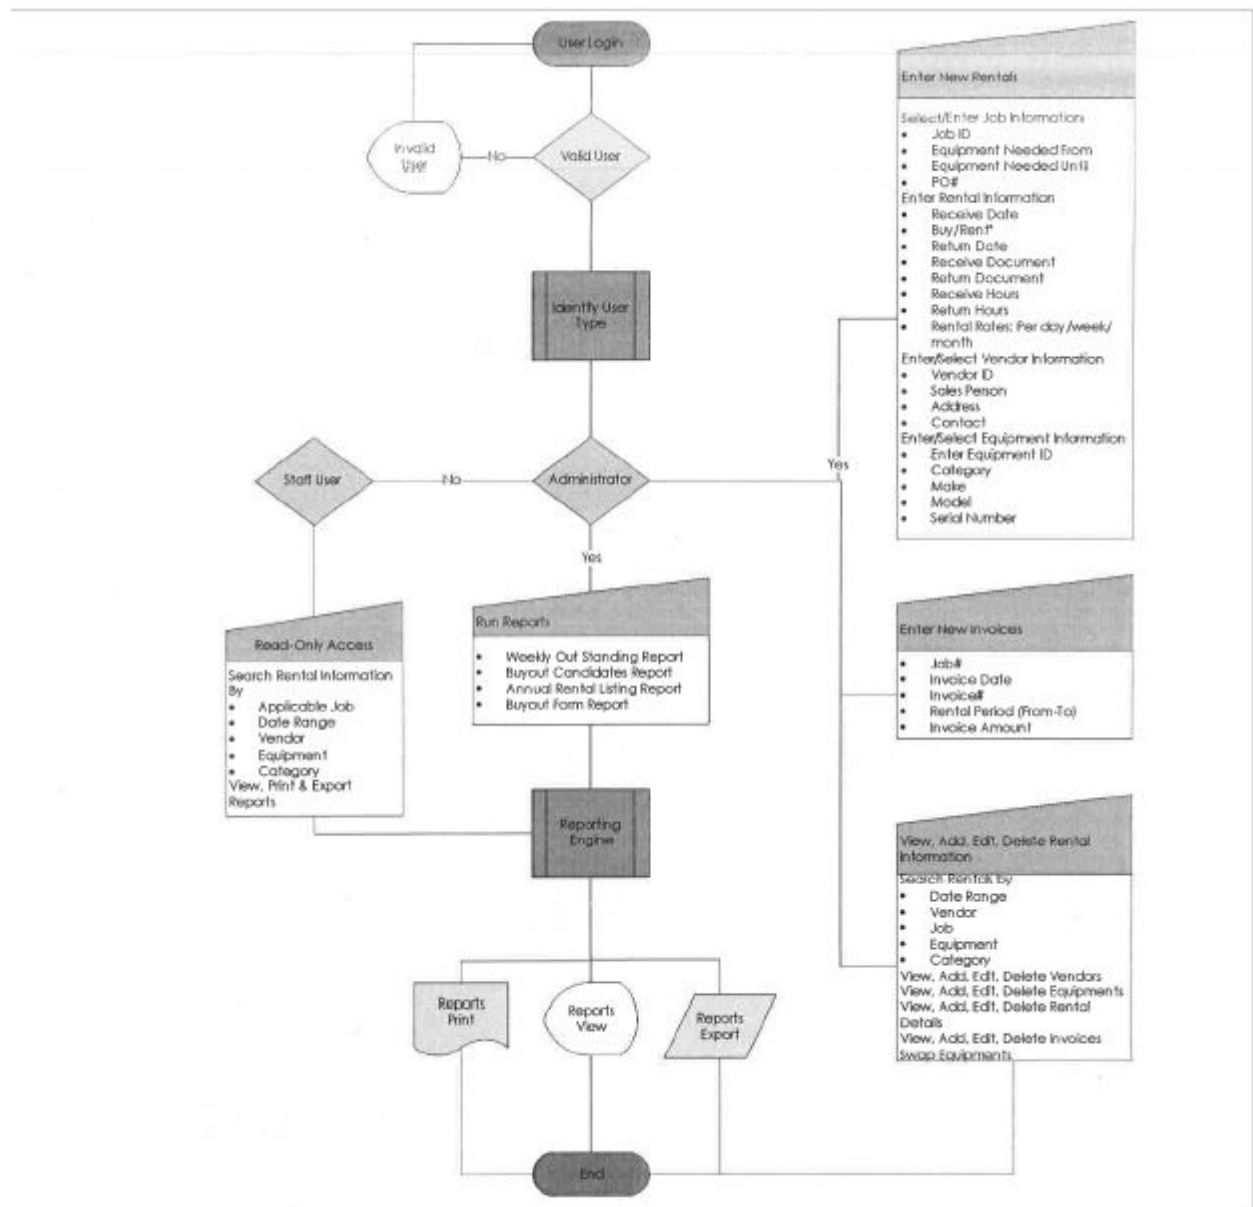 User Login
Invalid
User
No
Valid User
Identify User
Type
Staff User
No
Administrator
Yes
Yes
Read-Only Access
Search Rental Information
By
• Applicable Job
• Date Range
• Vendor
• Equipment
• Category
View, Print & Export
Reports
Run Reports
• Weekly Out Standing Report
• Buyout Candidates Report
• Annual Rental Listing Report
• Buyout Form Report
Reporting
Engine
Reports
Print
Reports
View
Reports
Export
End
Enter New Rentals
Select/Enter Job Information
• Job ID
• Equipment Needed From
• Equipment Needed Until
• PO#
Enter Rental Information
• Receive Date
• Buy/Rent*
• Return Date
• Receive Document
• Return Document
• Receive Hours
• Return Hours
• Rental Rates: Per day/week/
month
Enter/Select Vendor Information
• Vendor ID
• Sales Person
• Address
• Contact
Enter/Select Equipment Information
• Enter Equipment ID
• Category
• Make
• Model
• Serial Number
Enter New Invoices
• Job#
• Invoice Date
• Invoice#
• Rental Period (From-To)
• Invoice Amount
View, Add, Edit, Delete Rental
Information
Search Rentals by
• Date Range
• Vendor
• Job
• Equipment
• Category
View, Add, Edit, Delete Vendors
View, Add, Edit, Delete Equipments
View, Add, Edit, Delete Rental
Details
View, Add, Edit, Delete Invoices
Swap Equipments